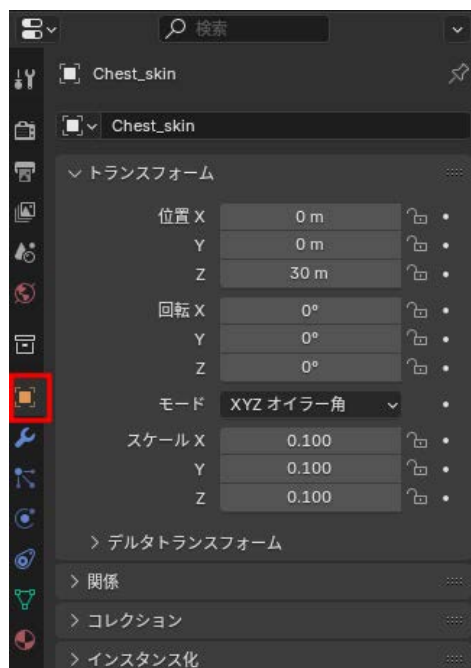 検索
Chest_skin
Chest_skin
トランスフォーム
位置 X 0 m
Y 0 m
Z 30 m
回転 X 0°
Y 0°
Z 0°
モード XYZ オイラー角
スケール X 0.100
Y 0.100
Z 0.100
デルタトランスフォーム
関係
コレクション
インスタンス化